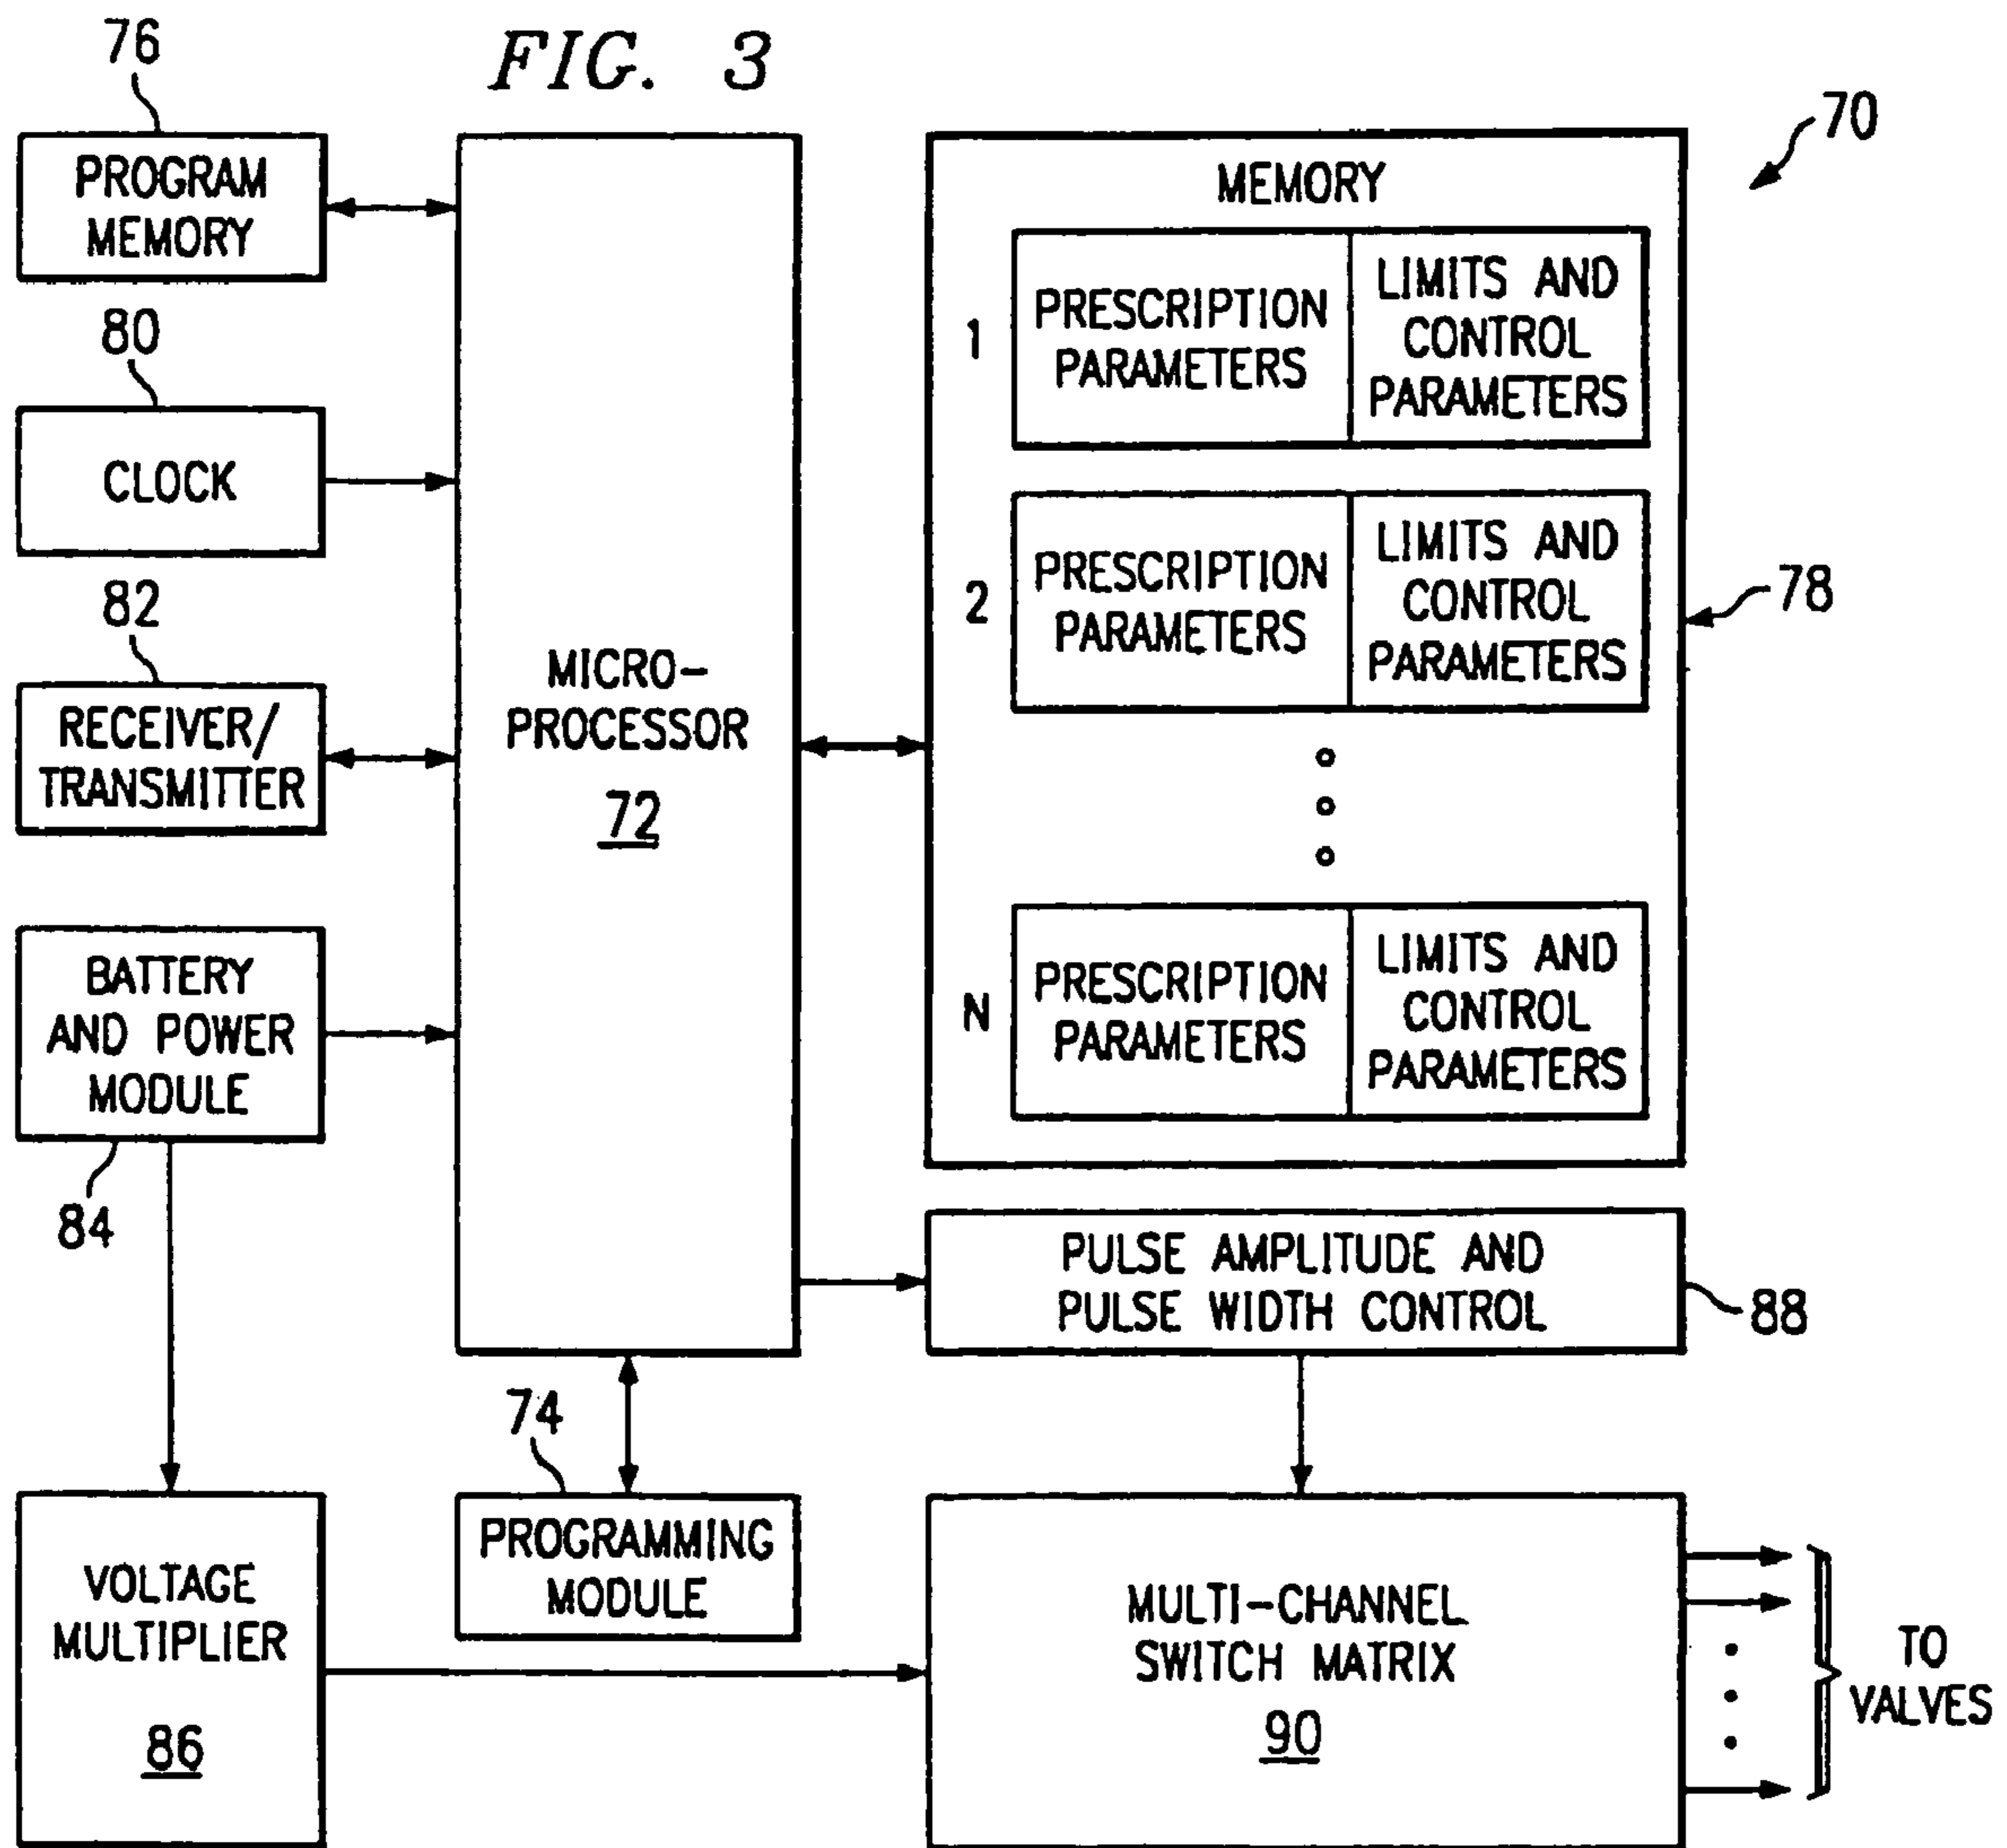 FIG. 3
76
PROGRAM
MEMORY
80
CLOCK
82
RECEIVER/
TRANSMITTER
BATTERY
AND POWER
MODULE
84
VOLTAGE
MULTIPLIER
86
MICRO-
PROCESSOR
72
74
PROGRAMMING
MODULE
70
MEMORY
1
PRESCRIPTION
PARAMETERS
LIMITS AND
CONTROL
PARAMETERS
2
PRESCRIPTION
PARAMETERS
LIMITS AND
CONTROL
PARAMETERS
78
N
PRESCRIPTION
PARAMETERS
LIMITS AND
CONTROL
PARAMETERS
PULSE AMPLITUDE AND
PULSE WIDTH CONTROL
88
MULTI-CHANNEL
SWITCH MATRIX
90
TO
VALVES